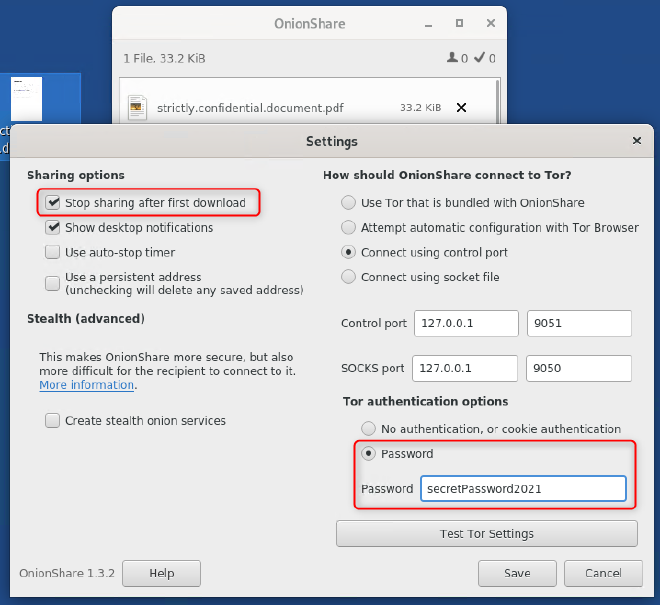 OnionShare
1 File. 33.2 KiB
0 0
strictly.confidential.document.pdf 33.2 KiB
Settings
Sharing options
Stop sharing after first download
Show desktop notifications
Use auto-stop timer
Use a persistent address
(unchecking will delete any saved address)
Stealth (advanced)
This makes OnionShare more secure, but also
more difficult for the recipient to connect to it.
More information.
Create stealth onion services
How should OnionShare connect to Tor?
Use Tor that is bundled with OnionShare
Attempt automatic configuration with Tor Browser
Connect using control port
Connect using socket file
Control port 127.0.0.1 9051
SOCKS port 127.0.0.1 9050
Tor authentication options
No authentication, or cookie authentication
Password
Password secretPassword2021
Test Tor Settings
OnionShare 1.3.2 Help Save Cancel